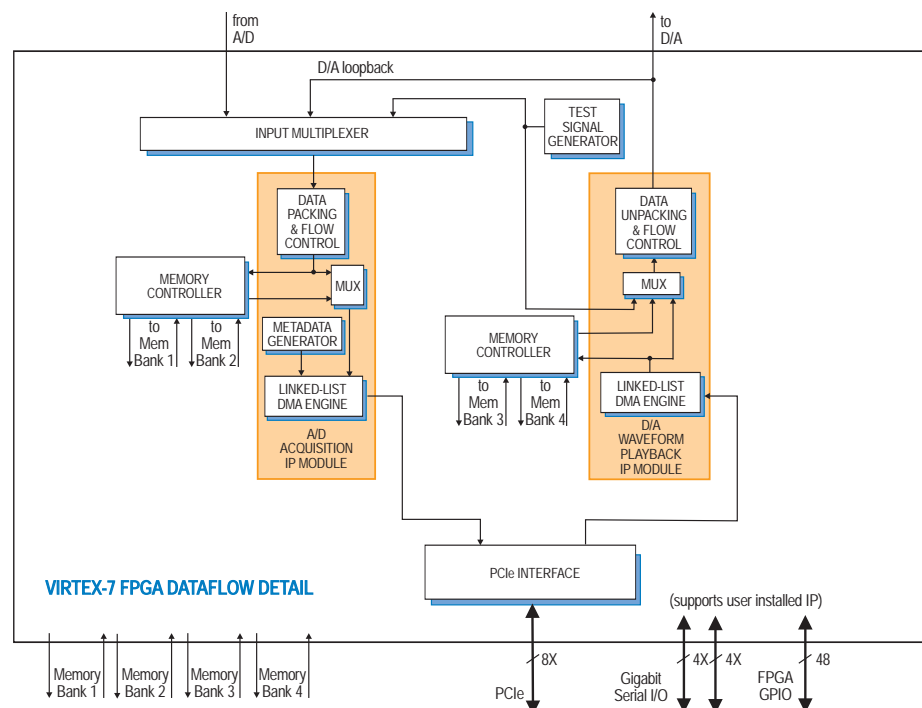 from
A/D
to
D/A
D/A loopback
INPUT MULTIPLEXER
TEST
SIGNAL
GENERATOR
DATA
PACKING
& FLOW
CONTROL
DATA
UNPACKING
& FLOW
CONTROL
MEMORY
CONTROLLER
MUX
MUX
to
Mem
Bank 1
to
Mem
Bank 2
METADATA
GENERATOR
MEMORY
CONTROLLER
LINKED-LIST
DMA ENGINE
to
Mem
Bank 3
to
Mem
Bank 4
LINKED-LIST
DMA ENGINE
A/D
ACQUISITION
IP MODULE
D/A
WAVEFORM
PLAYBACK
IP MODULE
PCIe INTERFACE
VIRTEX-7 FPGA DATAFLOW DETAIL
(supports user installed IP)
Memory
Bank 1
Memory
Bank 2
Memory
Bank 3
Memory
Bank 4
8X
PCIe
4X
4X
Gigabit
Serial I/O
48
FPGA
GPIO